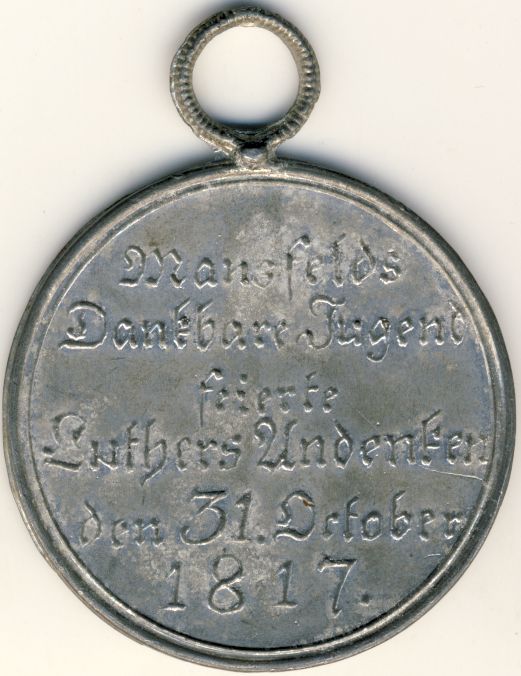 Mansfelds
Dankbare Jugend
feierte
Luthers Andenken
den 31. October
1817.